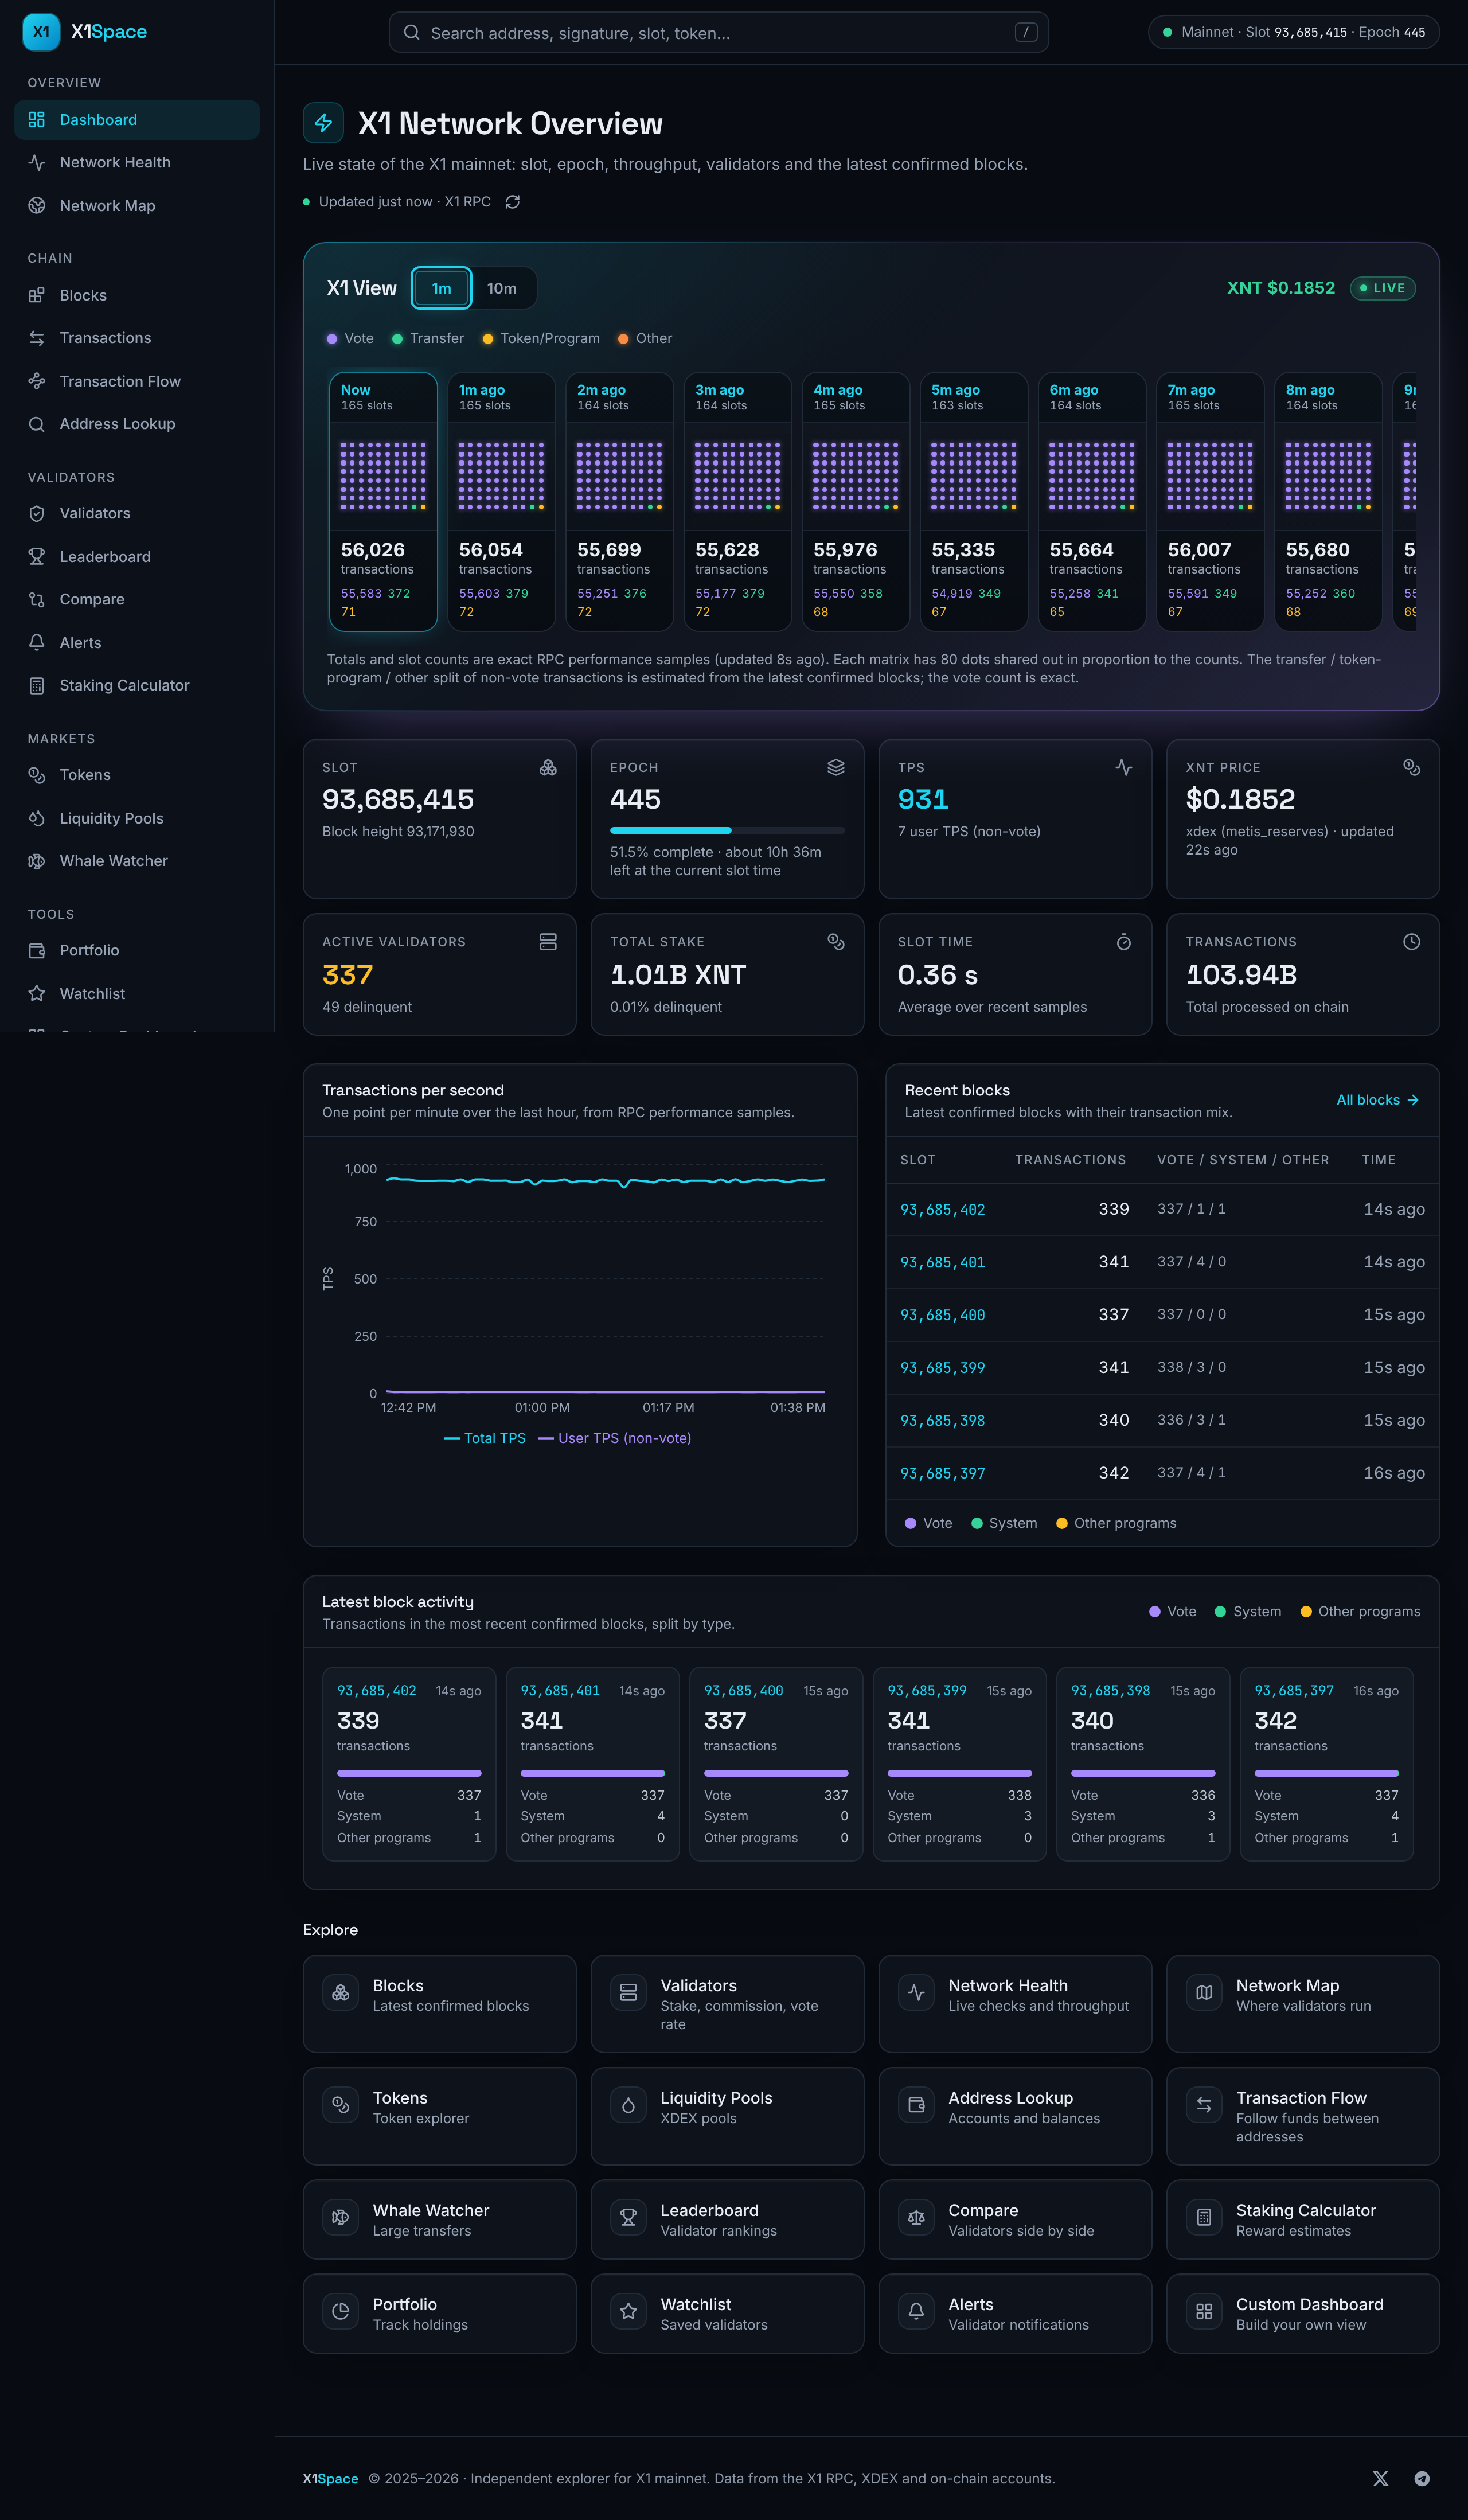 X1 X1Space
Search address, signature, slot, token... /
Mainnet · Slot 93,685,415 · Epoch 445
OVERVIEW
Dashboard
Network Health
Network Map
CHAIN
Blocks
Transactions
Transaction Flow
Address Lookup
VALIDATORS
Validators
Leaderboard
Compare
Alerts
Staking Calculator
MARKETS
Tokens
Liquidity Pools
Whale Watcher
TOOLS
Portfolio
Watchlist
X1 Network Overview
Live state of the X1 mainnet: slot, epoch, throughput, validators and the latest confirmed blocks.
Updated just now · X1 RPC
X1 View 1m 10m XNT $0.1852 LIVE
Vote Transfer Token/Program Other
Now 1m ago 2m ago 3m ago 4m ago 5m ago 6m ago 7m ago 8m ago
165 slots 165 slots 164 slots 164 slots 165 slots 163 slots 164 slots 165 slots 164 slots
56,026 56,054 55,699 55,628 55,976 55,335 55,664 56,007 55,680
transactions transactions transactions transactions transactions transactions transactions transactions transactions
55,583 372 55,603 379 55,251 376 55,177 379 55,550 358 54,919 349 55,258 341 55,591 349 55,252 360
71 72 72 72 68 67 65 67 68
Totals and slot counts are exact RPC performance samples (updated 8s ago). Each matrix has 80 dots shared out in proportion to the counts. The transfer / token-
program / other split of non-vote transactions is estimated from the latest confirmed blocks; the vote count is exact.
SLOT
93,685,415
Block height 93,171,930
EPOCH
445
51.5% complete · about 10h 36m
left at the current slot time
TPS
931
7 user TPS (non-vote)
XNT PRICE
$0.1852
xdex (metis_reserves) · updated
22s ago
ACTIVE VALIDATORS
337
49 delinquent
TOTAL STAKE
1.01B XNT
0.01% delinquent
SLOT TIME
0.36 s
Average over recent samples
TRANSACTIONS
103.94B
Total processed on chain
Transactions per second
One point per minute over the last hour, from RPC performance samples.
1,000
750
500
250
0
TPS
12:42 PM 01:00 PM 01:17 PM 01:38 PM
Total TPS User TPS (non-vote)
Recent blocks
Latest confirmed blocks with their transaction mix.
All blocks →
SLOT TRANSACTIONS VOTE / SYSTEM / OTHER TIME
93,685,402 339 337 / 1 / 1 14s ago
93,685,401 341 337 / 4 / 0 14s ago
93,685,400 337 337 / 0 / 0 15s ago
93,685,399 341 338 / 3 / 0 15s ago
93,685,398 340 336 / 3 / 1 15s ago
93,685,397 342 337 / 4 / 1 16s ago
Vote System Other programs
Latest block activity
Transactions in the most recent confirmed blocks, split by type.
Vote System Other programs
93,685,402 14s ago 93,685,401 14s ago 93,685,400 15s ago 93,685,399 15s ago 93,685,398 15s ago 93,685,397 16s ago
339 341 337 341 340 342
transactions transactions transactions transactions transactions transactions
Vote 337 Vote 337 Vote 337 Vote 338 Vote 336 Vote 337
System 1 System 4 System 0 System 3 System 3 System 4
Other programs 1 Other programs 0 Other programs 0 Other programs 0 Other programs 1 Other programs 1
Explore
Blocks
Latest confirmed blocks
Validators
Stake, commission, vote
rate
Network Health
Live checks and throughput
Network Map
Where validators run
Tokens
Token explorer
Liquidity Pools
XDEX pools
Address Lookup
Accounts and balances
Transaction Flow
Follow funds between
addresses
Whale Watcher
Large transfers
Leaderboard
Validator rankings
Compare
Validators side by side
Staking Calculator
Reward estimates
Portfolio
Track holdings
Watchlist
Saved validators
Alerts
Validator notifications
Custom Dashboard
Build your own view
X1Space © 2025–2026 · Independent explorer for X1 mainnet. Data from the X1 RPC, XDEX and on-chain accounts.